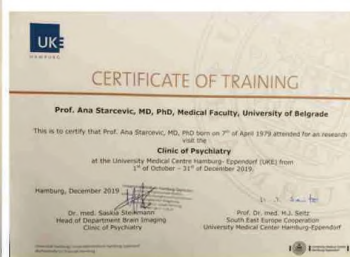 UKE
HAMBURG
CERTIFICATE OF TRAINING
Prof. Ana Starcevic, MD, PhD, Medical Faculty, University of Belgrade
This is to certify that Prof. Ana Starcevic, MD, PhD born on 7th of April 1979 attended for an research
visit the
Clinic of Psychiatry
at the University Medical Centre Hamburg- Eppendorf (UKE) from
1st of October – 31st of December 2019.
Hamburg, December 2019
Dr. med. Saskia Steinmann
Head of Department Brain Imaging
Clinic of Psychiatry
Prof. Dr. med. H.J. Seitz
South East Europe Cooperation
University Medical Center Hamburg-Eppendorf